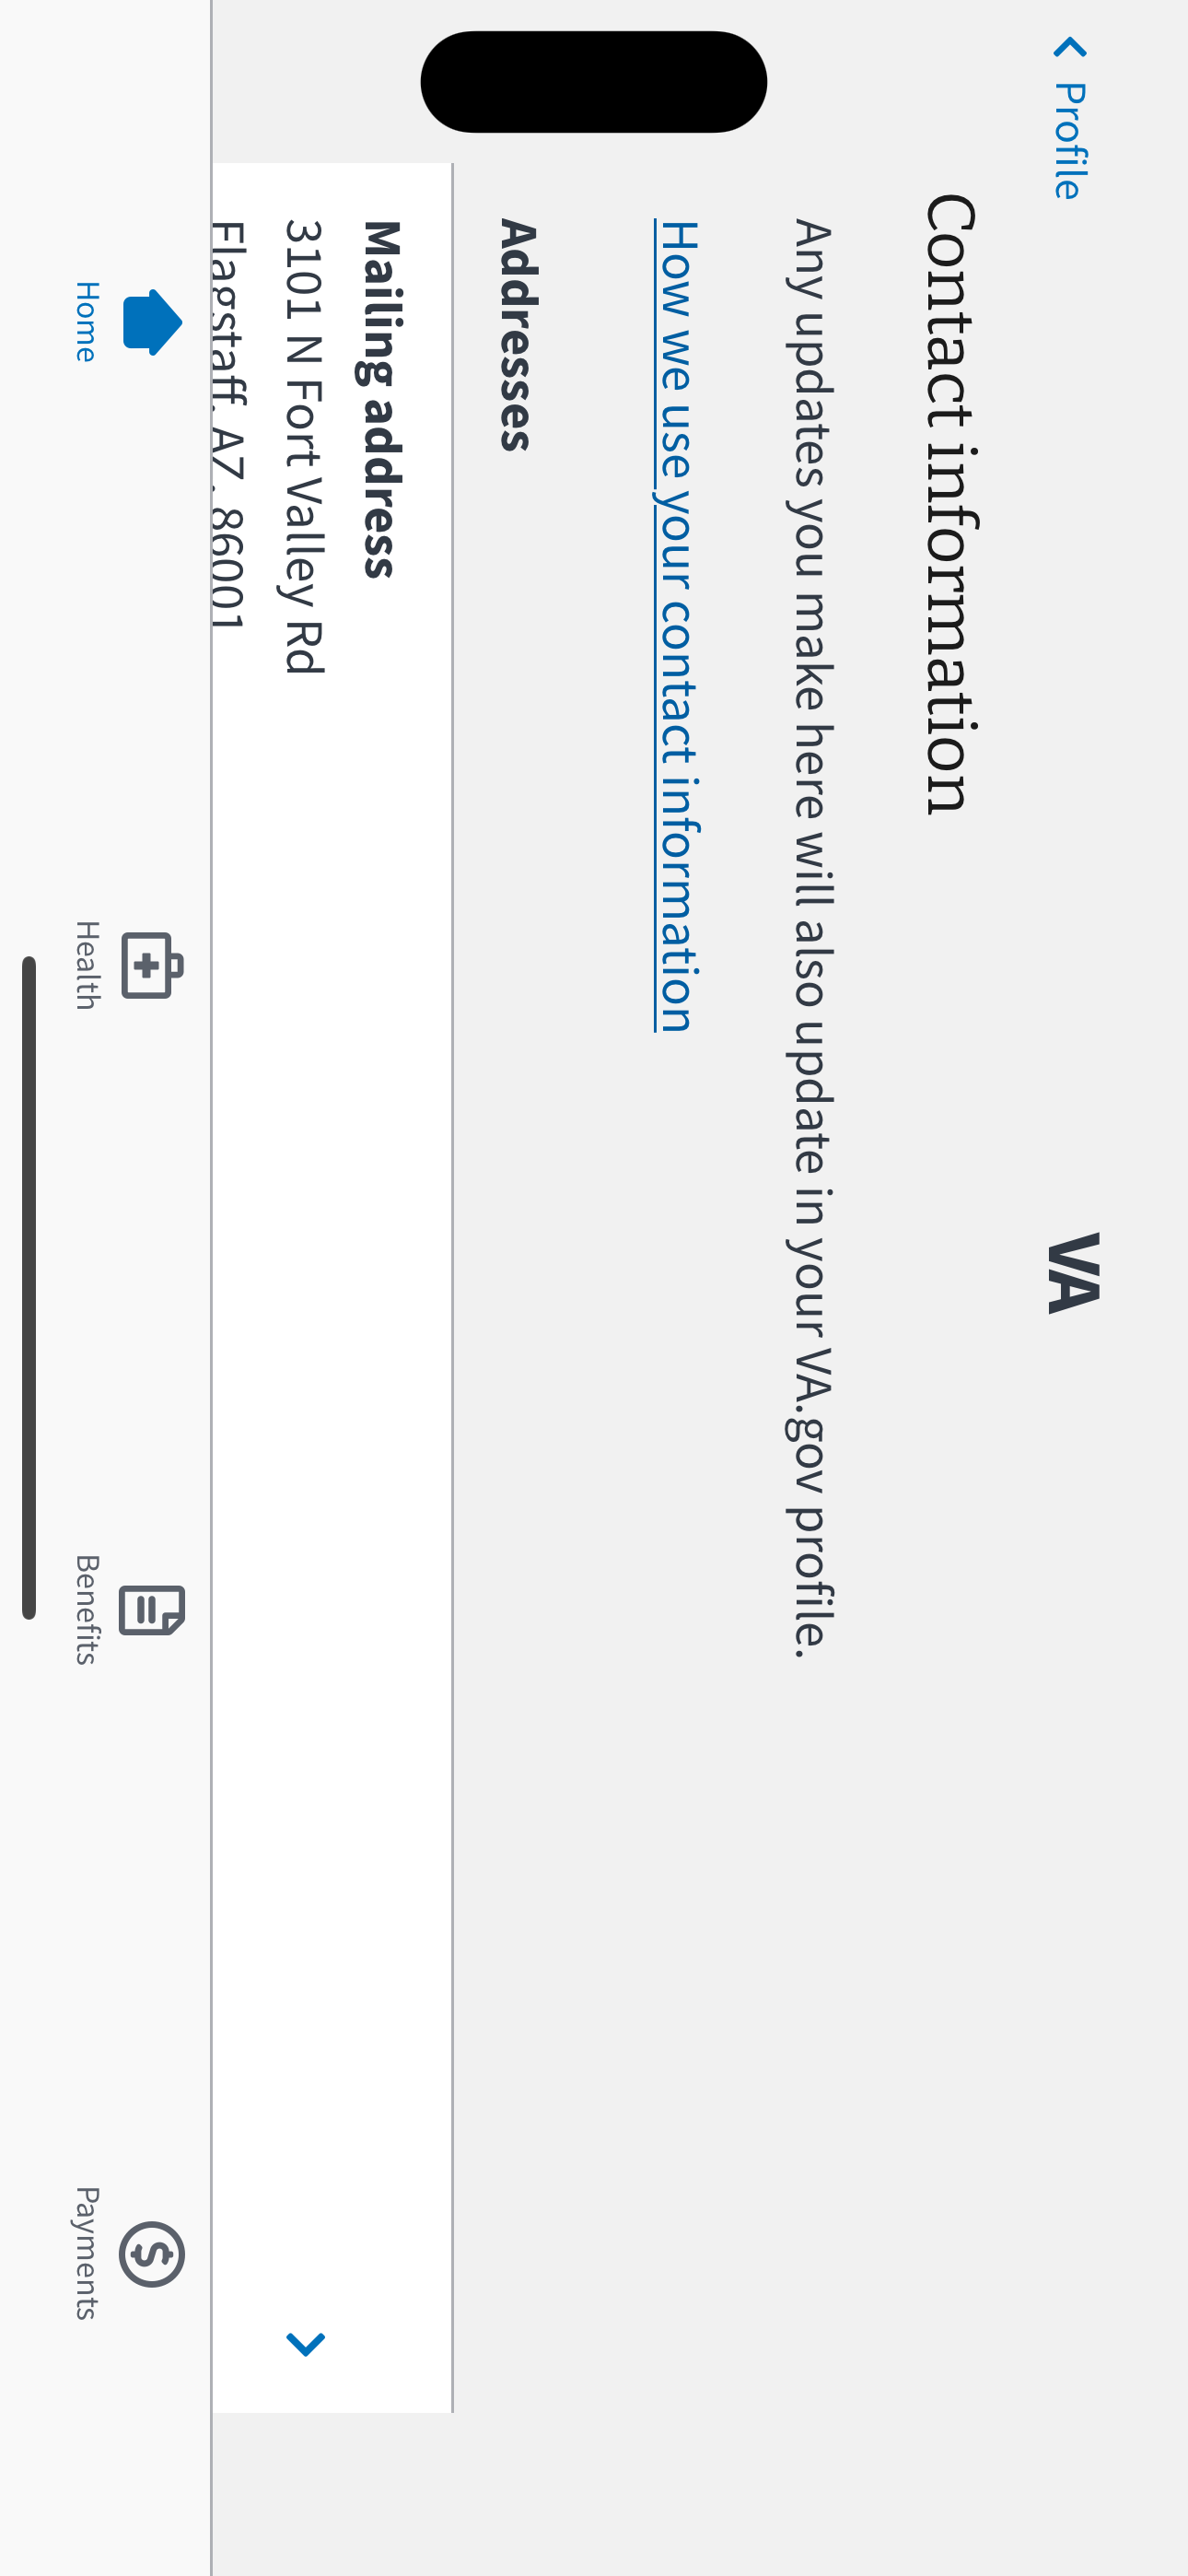 Profile
VA
Contact information
Any updates you make here will also update in your VA.gov profile.
How we use your contact information
Addresses
Mailing address
3101 N Fort Valley Rd
Flagstaff, AZ, 86001
Home
Health
Benefits
Payments